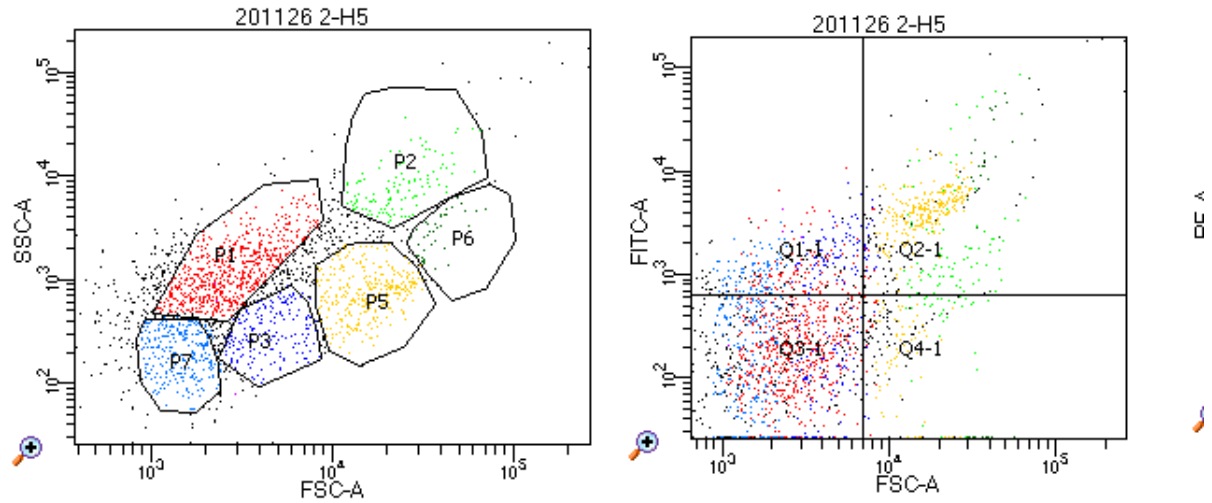 201126 2-H5
SSC-A
10^5
10^4
10^3
10^2
P2
P1
P6
P5
P3
P7
10^3
10^4
10^5
FSC-A
201126 2-H5
FITC-A
10^5
10^4
10^3
10^2
Q1-1
Q2-1
Q3-1
Q4-1
10^3
10^4
10^5
FSC-A